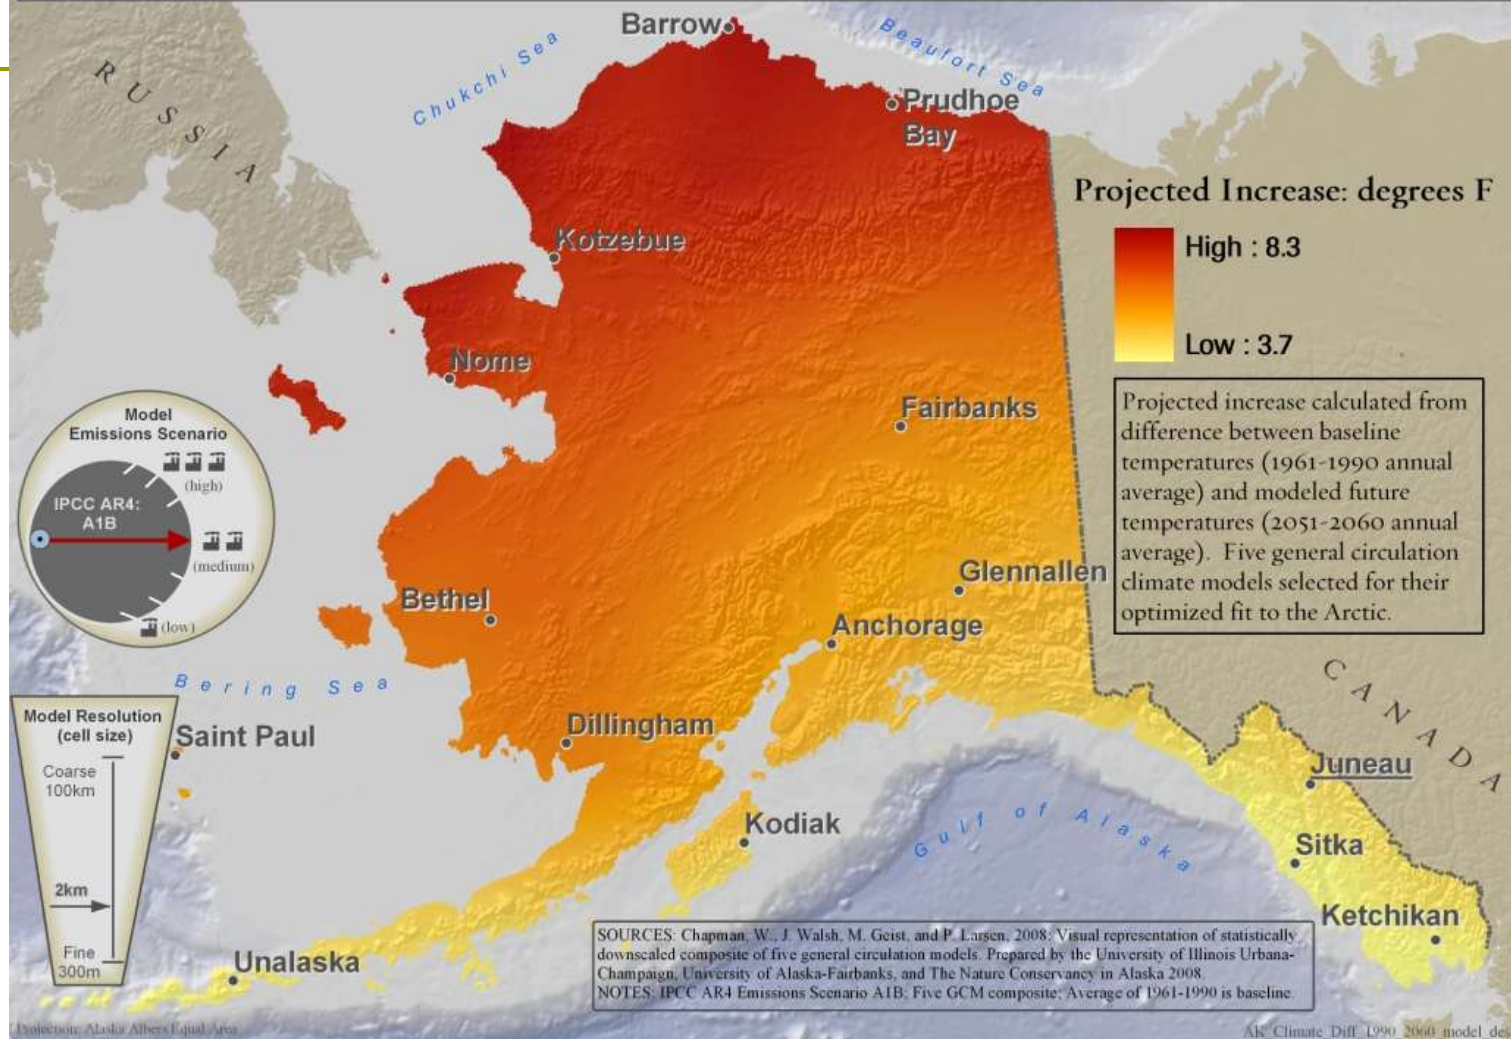 Barrow
Chukchi Sea
Beaufort Sea
RUSSIA
Prudhoe
Bay
Projected Increase: degrees F
High : 8.3
Low : 3.7
Kotzebue
Nome
Fairbanks
Projected increase calculated from
difference between baseline
temperatures (1961-1990 annual
average) and modeled future
temperatures (2051-2060 annual
average). Five general circulation
climate models selected for their
optimized fit to the Arctic.
Model
Emissions Scenario
(high)
IPCC AR4:
A1B
(medium)
(low)
Glennallen
Bethel
Anchorage
Bering Sea
CANADA
Model Resolution
(cell size)
Coarse
100km
2km
Fine
300m
Saint Paul
Dillingham
Juneau
Kodiak
Gulf of Alaska
Sitka
Ketchikan
Unalaska
SOURCES: Chapman, W., J. Walsh, M. Geist, and P. Larsen, 2008: Visual representation of statistically
downscaled composite of five general circulation models. Prepared by the University of Illinois Urbana-
Champaign, University of Alaska-Fairbanks, and The Nature Conservancy in Alaska 2008.
NOTES: IPCC AR4 Emissions Scenario A1B; Five GCM composite; Average of 1961-1990 is baseline.
Projection: Alaska Albers Equal Area
AK_Climate_Diff_1990_2060_model_des